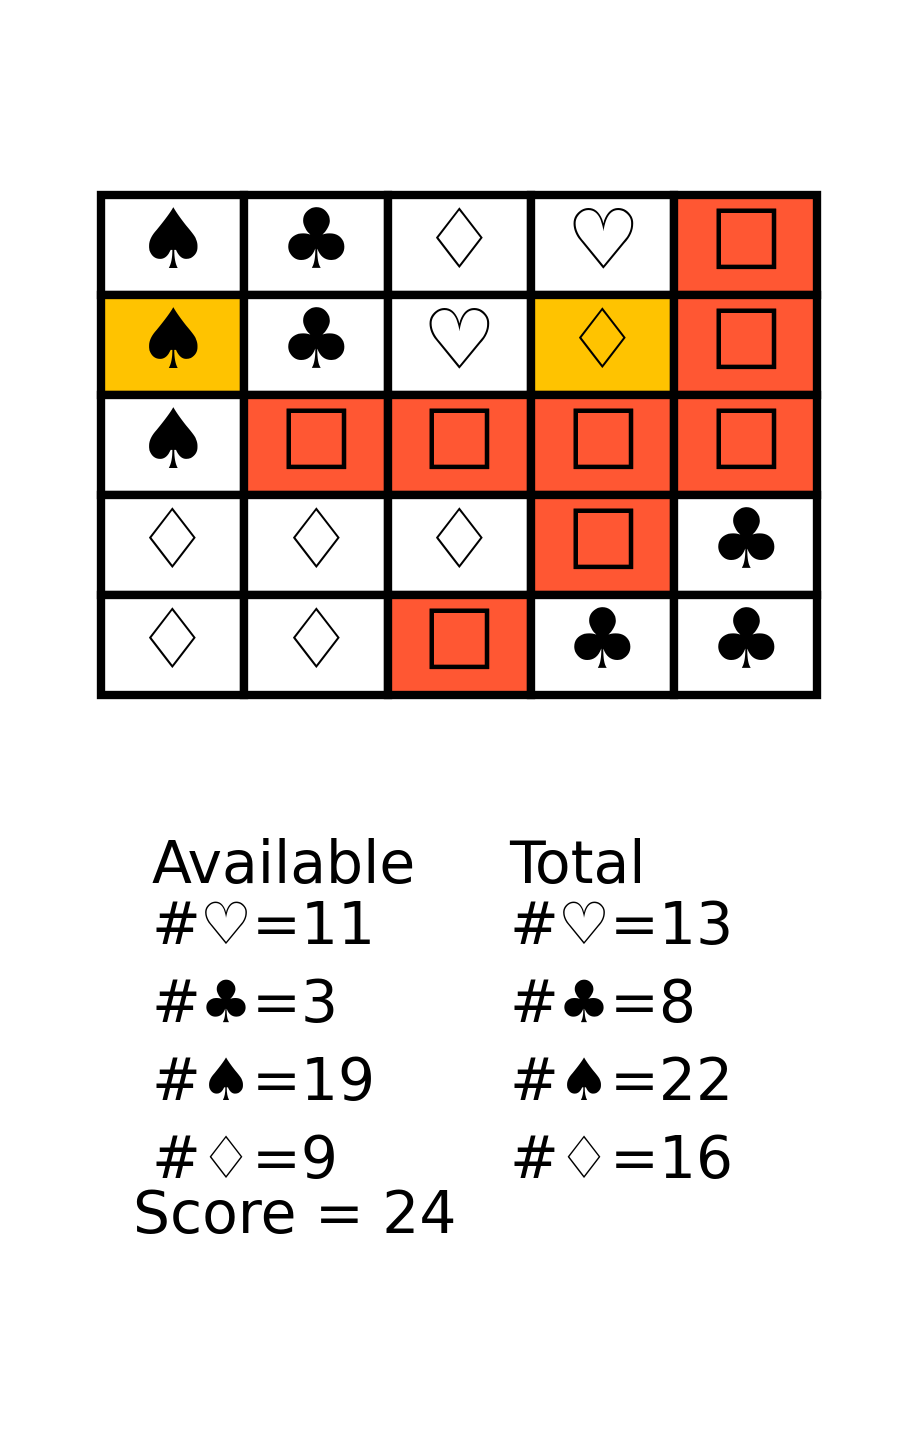 ♠ ♣ ♢ ♡ □
♠ ♣ ♡ ♢ □
♠ □ □ □ □
♢ ♢ ♢ □ ♣
♢ ♢ □ ♣ ♣
Available Total
#♡=11 #♡=13
#♣=3 #♣=8
#♠=19 #♠=22
#♢=9 #♢=16
Score = 24